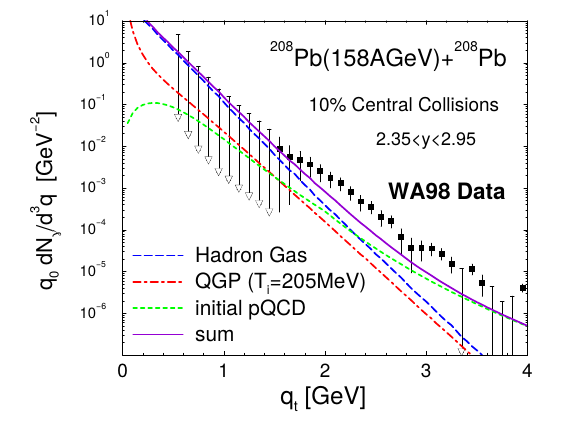 ²⁰⁸Pb(158AGeV)+²⁰⁸Pb
10% Central Collisions
2.35<y<2.95
WA98 Data
Hadron Gas
QGP (Tᵢ=205MeV)
initial pQCD
sum
10¹
10⁰
10⁻¹
10⁻²
10⁻³
10⁻⁴
10⁻⁵
10⁻⁶
q₀ dNᵧ/d³q [GeV⁻²]
0 1 2 3 4
qₜ [GeV]